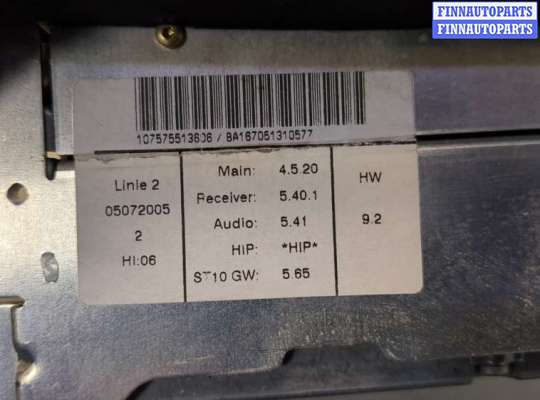 FINNAUTOPARTS
FINNAUTOPARTS
107575513606 / BA167051310577
Linie 2
05072005
2
HI:06
Main: 4.5.20
Receiver: 5.40.1
Audio: 5.41
HIP: *HIP*
ST10 GW: 5.65
HW
9.2